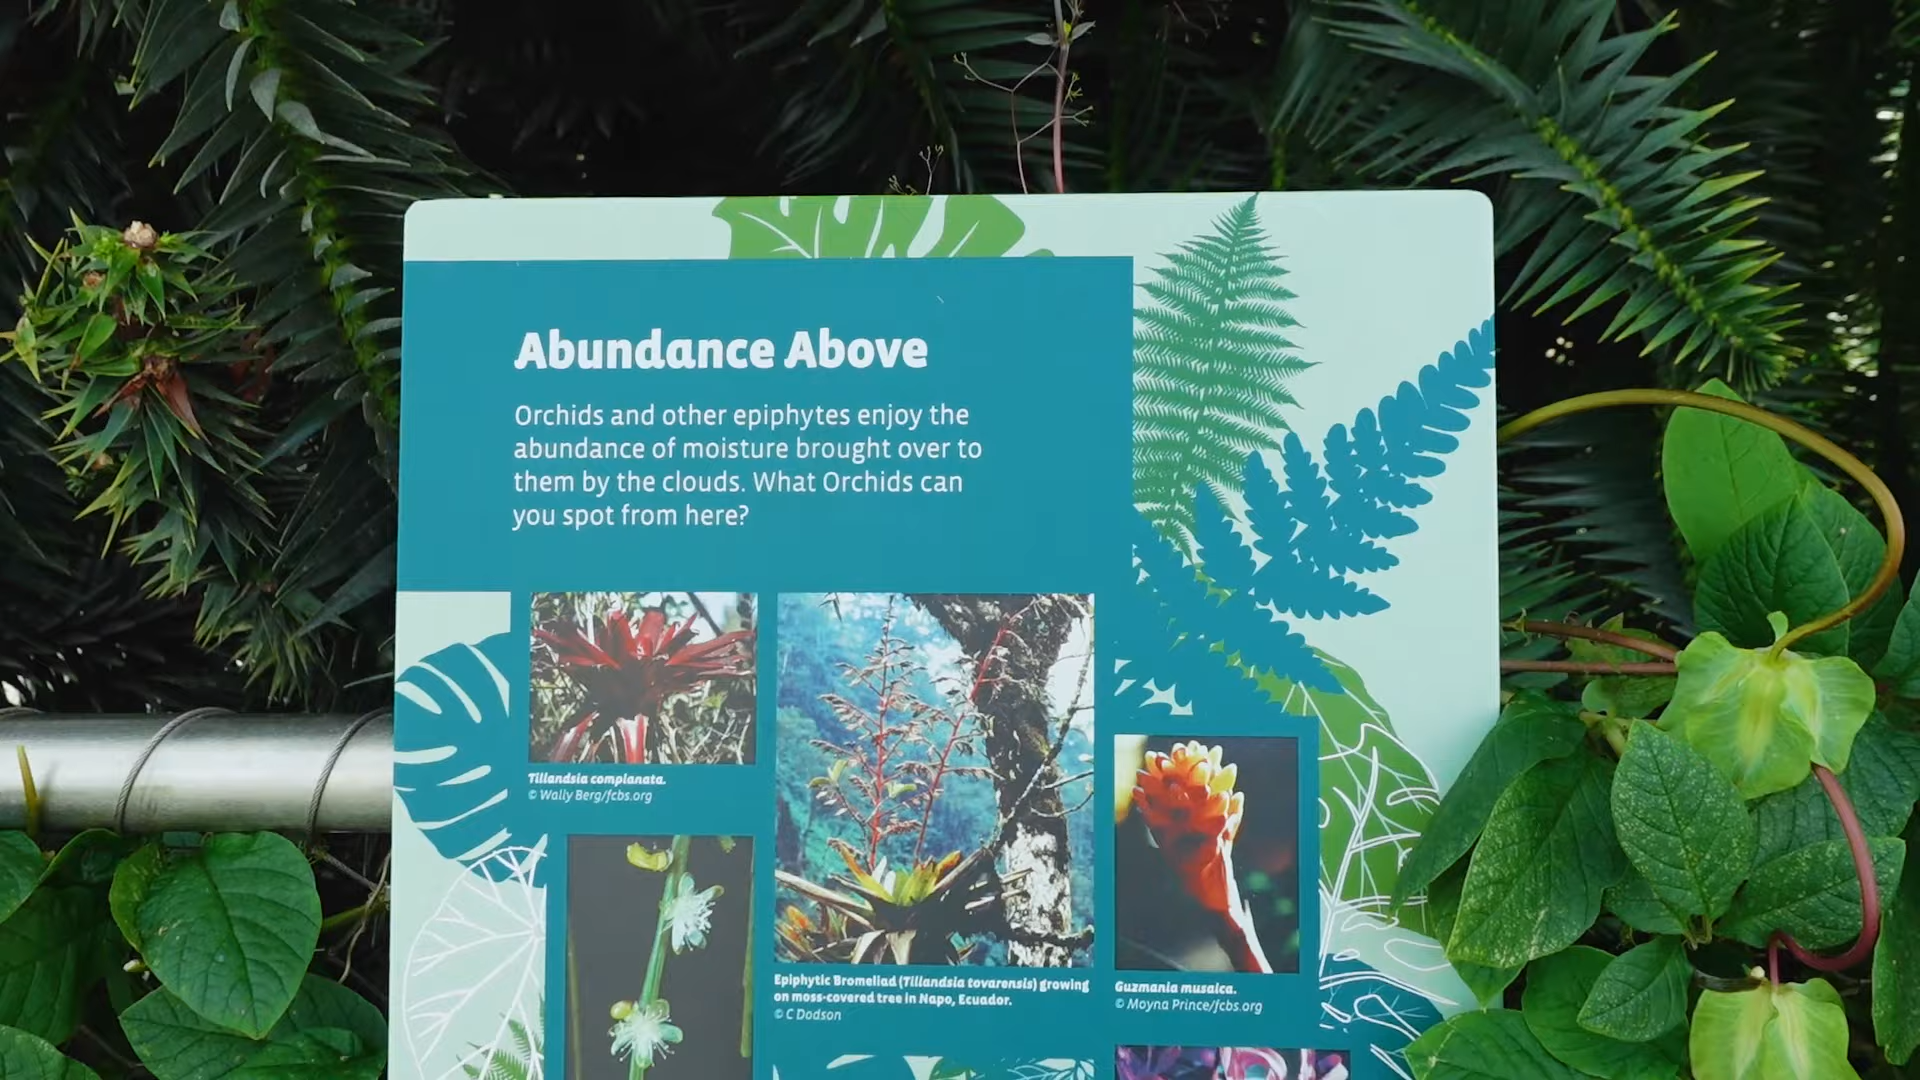 Abundance Above
Orchids and other epiphytes enjoy the
abundance of moisture brought over to
them by the clouds. What Orchids can
you spot from here?
Tillandsia complanata.
© Wally Berg/fcbs.org
Epiphytic Bromeliad (Tillandsia tovarensis) growing
on moss-covered tree in Napo, Ecuador.
© C Dodson
Guzmania musaica.
© Moyna Prince/fcbs.org